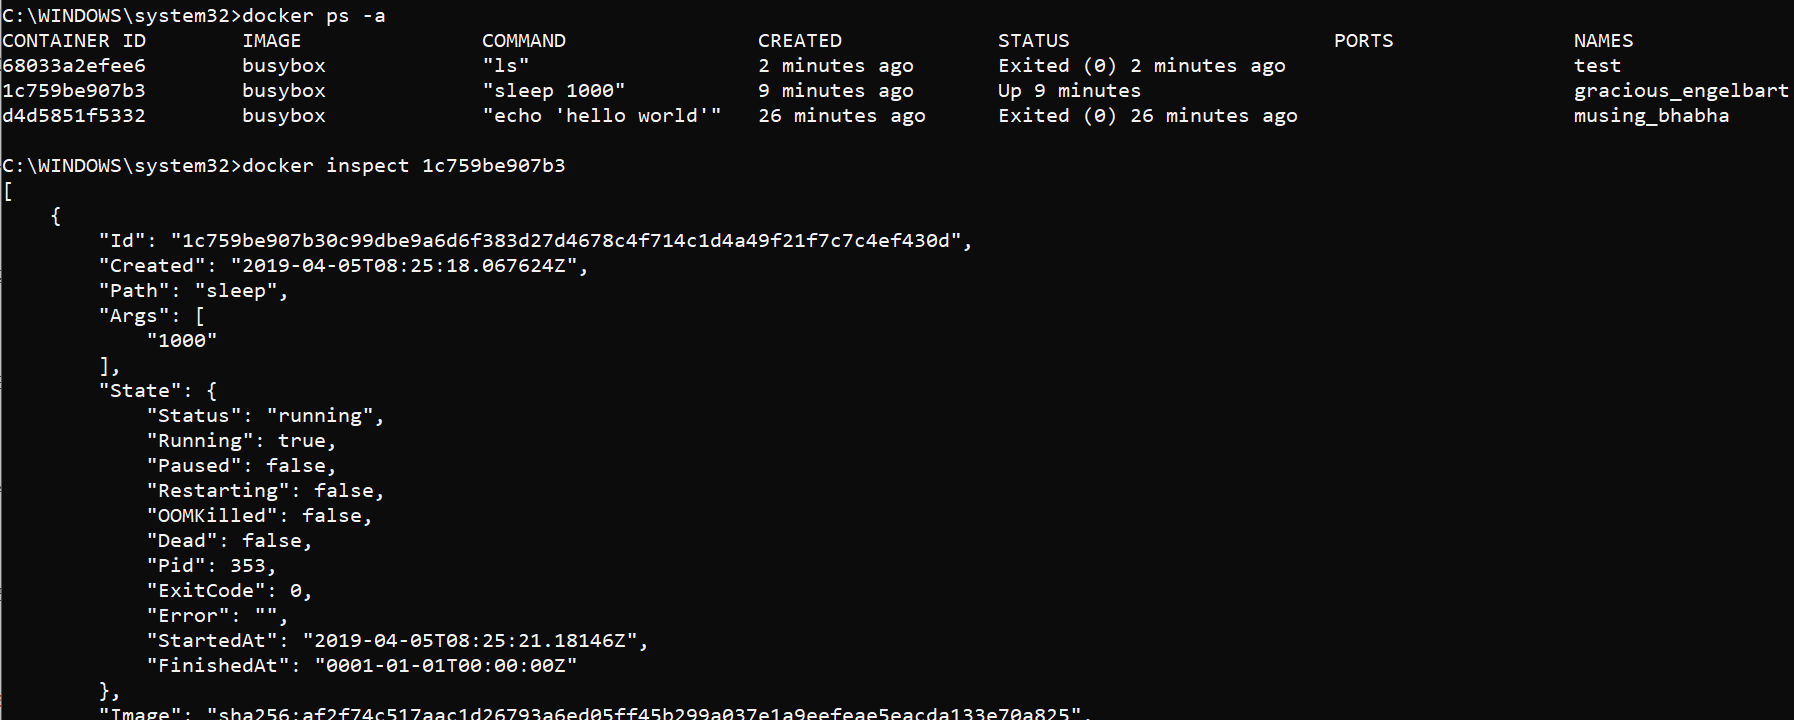 C:\WINDOWS\system32>docker ps -a
CONTAINER ID        IMAGE               COMMAND                CREATED             STATUS                      PORTS               NAMES
68033a2efee6        busybox             "ls"                   2 minutes ago       Exited (0) 2 minutes ago                        test
1c759be907b3        busybox             "sleep 1000"           9 minutes ago       Up 9 minutes                                    gracious_engelbart
d4d5851f5332        busybox             "echo 'hello world'"   26 minutes ago      Exited (0) 26 minutes ago                       musing_bhabha
C:\WINDOWS\system32>docker inspect 1c759be907b3
[
    {
        "Id": "1c759be907b30c99dbe9a6d6f383d27d4678c4f714c1d4a49f21f7c7c4ef430d",
        "Created": "2019-04-05T08:25:18.067624Z",
        "Path": "sleep",
        "Args": [
            "1000"
        ],
        "State": {
            "Status": "running",
            "Running": true,
            "Paused": false,
            "Restarting": false,
            "OOMKilled": false,
            "Dead": false,
            "Pid": 353,
            "ExitCode": 0,
            "Error": "",
            "StartedAt": "2019-04-05T08:25:21.18146Z",
            "FinishedAt": "0001-01-01T00:00:00Z"
        },
        "Image": "sha256:af2f74c517aac1d26793a6ed05ff45b299a037e1a9eefeae5eacda133e70a825",